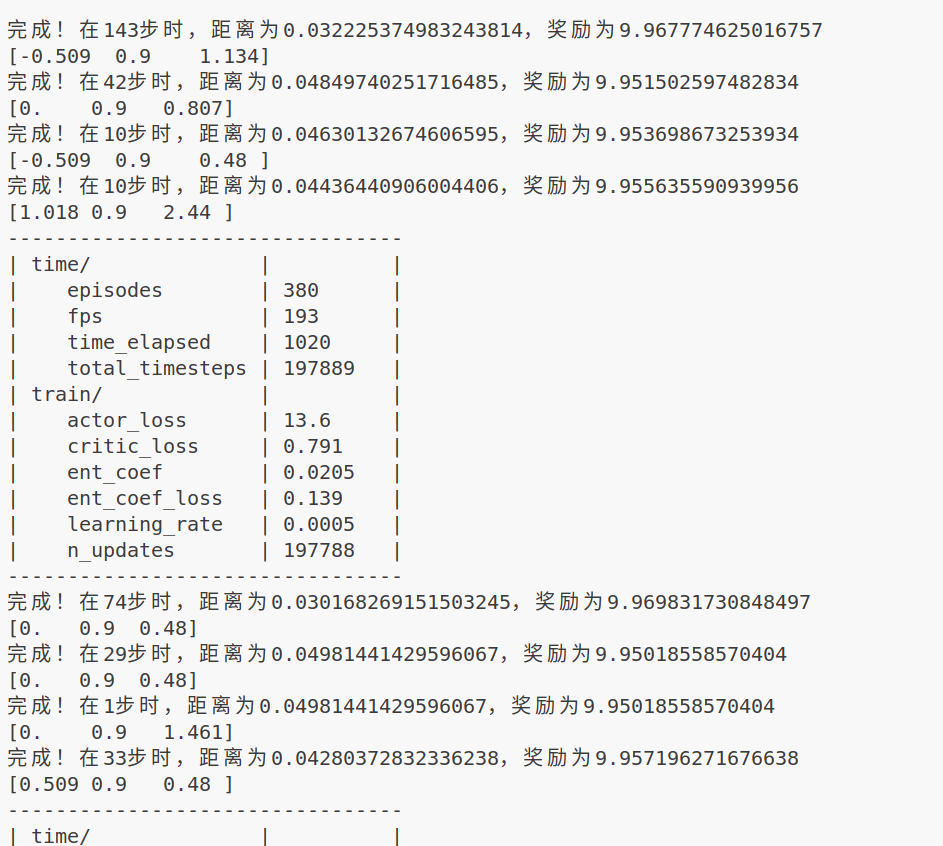 完成！在143步时，距离为0.032225374983243814，奖励为9.967774625016757
[-0.509  0.9    1.134]
完成！在42步时，距离为0.04849740251716485，奖励为9.951502597482834
[0.    0.9   0.807]
完成！在10步时，距离为0.04630132674606595，奖励为9.953698673253934
[-0.509  0.9    0.48 ]
完成！在10步时，距离为0.04436440906004406，奖励为9.955635590939956
[1.018 0.9   2.44 ]
---------------------------------
| time/              |          |
|    episodes        | 380      |
|    fps             | 193      |
|    time_elapsed    | 1020     |
|    total_timesteps | 197889   |
| train/             |          |
|    actor_loss      | 13.6     |
|    critic_loss     | 0.791    |
|    ent_coef        | 0.0205   |
|    ent_coef_loss   | 0.139    |
|    learning_rate   | 0.0005   |
|    n_updates       | 197788   |
---------------------------------
完成！在74步时，距离为0.030168269151503245，奖励为9.969831730848497
[0.   0.9  0.48]
完成！在29步时，距离为0.04981441429596067，奖励为9.95018558570404
[0.   0.9  0.48]
完成！在1步时，距离为0.04981441429596067，奖励为9.95018558570404
[0.    0.9   1.461]
完成！在33步时，距离为0.04280372832336238，奖励为9.957196271676638
[0.509 0.9   0.48 ]
---------------------------------
| time/              |          |